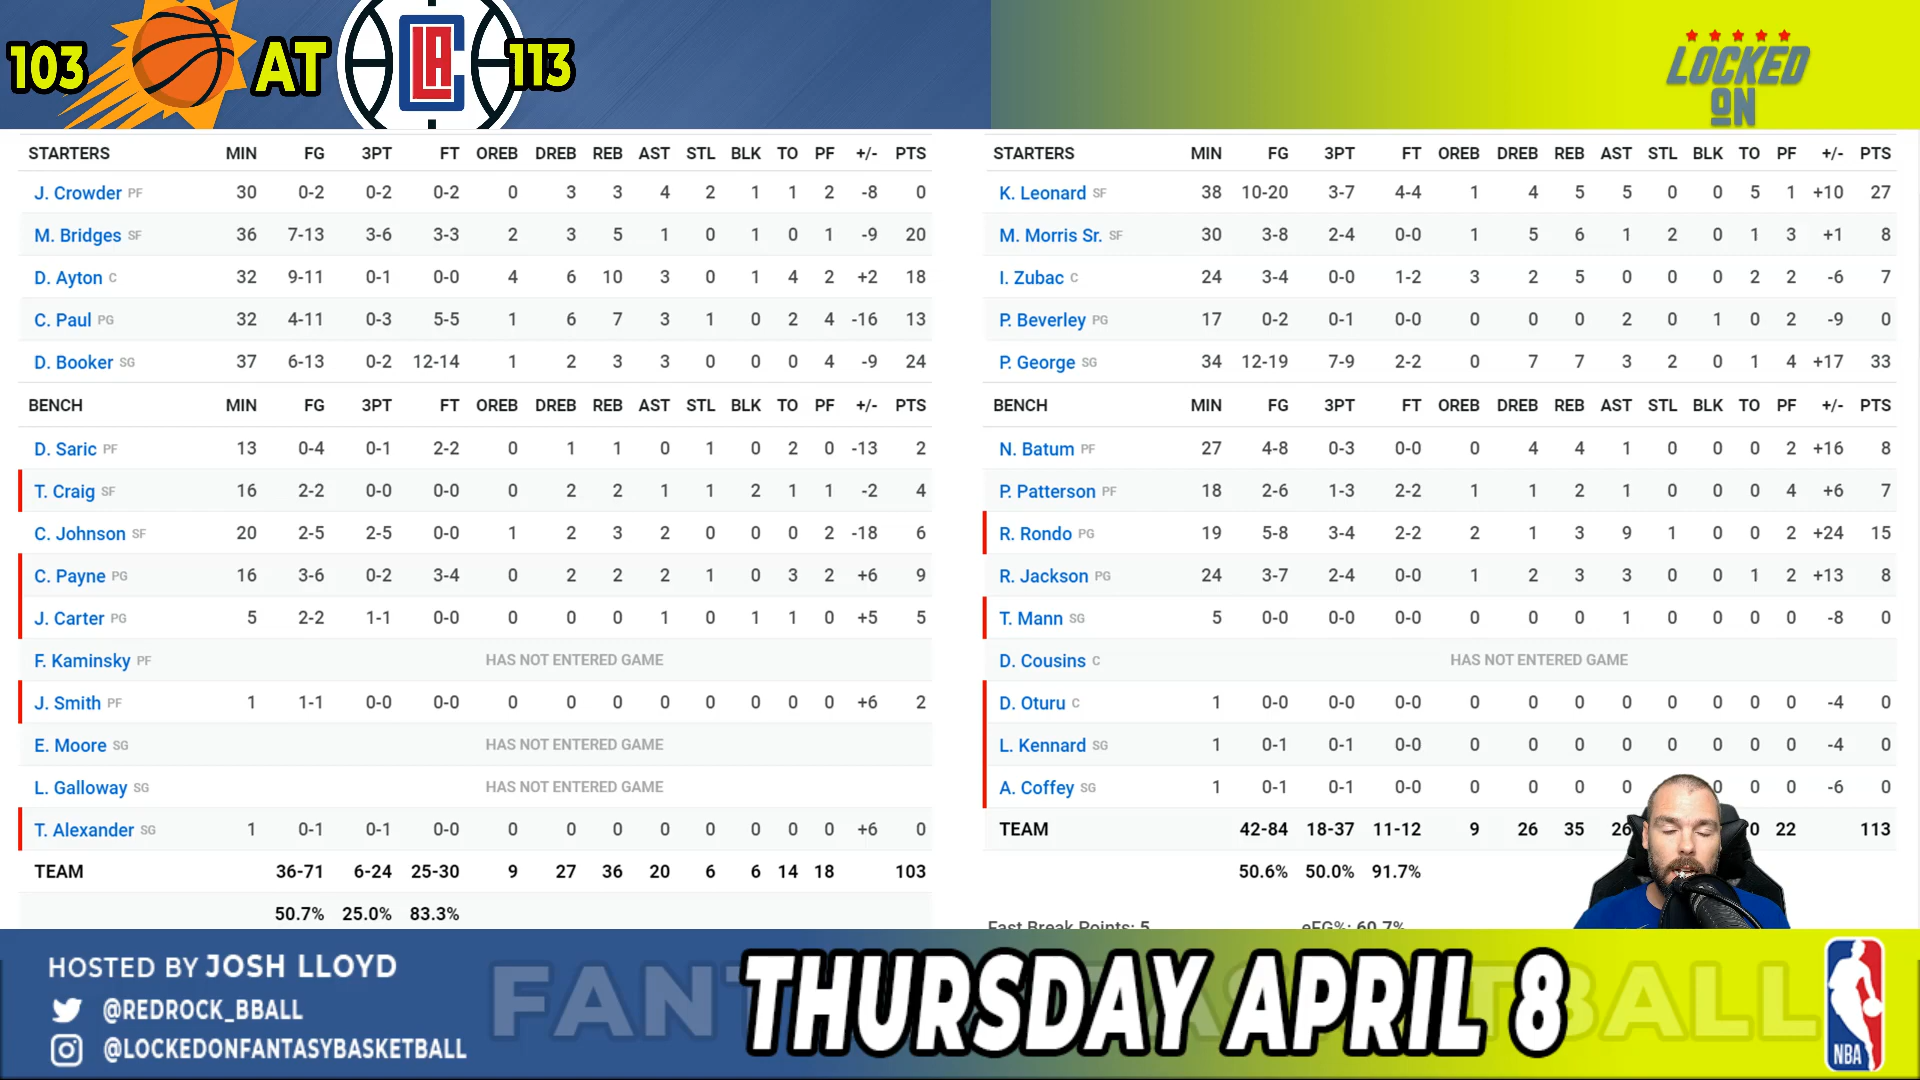 103 AT LA 113
LOCKED
ON
STARTERS MIN FG 3PT FT OREB DREB REB AST STL BLK TO PF +/- PTS
J. Crowder PF 30 0-2 0-2 0-2 0 3 3 4 2 1 1 2 -8 0
M. Bridges SF 36 7-13 3-6 3-3 2 3 5 1 0 1 0 1 -9 20
D. Ayton C 32 9-11 0-1 0-0 4 6 10 3 0 1 4 2 +2 18
C. Paul PG 32 4-11 0-3 5-5 1 6 7 3 1 0 2 4 -16 13
D. Booker SG 37 6-13 0-2 12-14 1 2 3 3 0 0 0 4 -9 24
BENCH MIN FG 3PT FT OREB DREB REB AST STL BLK TO PF +/- PTS
D. Saric PF 13 0-4 0-1 2-2 0 1 1 0 1 0 2 0 -13 2
T. Craig SF 16 2-2 0-0 0-0 0 2 2 1 1 2 1 1 -2 4
C. Johnson SF 20 2-5 2-5 0-0 1 2 3 2 0 0 0 2 -18 6
C. Payne PG 16 3-6 0-2 3-4 0 2 2 2 1 0 3 2 +6 9
J. Carter PG 5 2-2 1-1 0-0 0 0 0 1 0 1 1 0 +5 5
F. Kaminsky PF HAS NOT ENTERED GAME
J. Smith PF 1 1-1 0-0 0-0 0 0 0 0 0 0 0 0 +6 2
E. Moore SG HAS NOT ENTERED GAME
L. Galloway SG HAS NOT ENTERED GAME
T. Alexander SG 1 0-1 0-1 0-0 0 0 0 0 0 0 0 0 +6 0
TEAM 36-71 6-24 25-30 9 27 36 20 6 6 14 18 103
50.7% 25.0% 83.3%
STARTERS MIN FG 3PT FT OREB DREB REB AST STL BLK TO PF +/- PTS
K. Leonard SF 38 10-20 3-7 4-4 1 4 5 5 0 0 5 1 +10 27
M. Morris Sr. SF 30 3-8 2-4 0-0 1 5 6 1 2 0 1 3 +1 8
I. Zubac C 24 3-4 0-0 1-2 3 2 5 0 0 0 2 2 -6 7
P. Beverley PG 17 0-2 0-1 0-0 0 0 0 2 0 1 0 2 -9 0
P. George SG 34 12-19 7-9 2-2 0 7 7 3 2 0 1 4 +17 33
BENCH MIN FG 3PT FT OREB DREB REB AST STL BLK TO PF +/- PTS
N. Batum PF 27 4-8 0-3 0-0 0 4 4 1 0 0 0 2 +16 8
P. Patterson PF 18 2-6 1-3 2-2 1 1 2 1 0 0 0 4 +6 7
R. Rondo PG 19 5-8 3-4 2-2 2 1 3 9 1 0 0 2 +24 15
R. Jackson PG 24 3-7 2-4 0-0 1 2 3 3 0 0 1 2 +13 8
T. Mann SG 5 0-0 0-0 0-0 0 0 0 1 0 0 0 0 -8 0
D. Cousins C HAS NOT ENTERED GAME
D. Oturu C 1 0-0 0-0 0-0 0 0 0 0 0 0 0 0 -4 0
L. Kennard SG 1 0-1 0-1 0-0 0 0 0 0 0 0 0 0 -4 0
A. Coffey SG 1 0-1 0-1 0-0 0 0 0 0 0 0 0 -6 0
TEAM 42-84 18-37 11-12 9 26 35 26 0 22 113
50.6% 50.0% 91.7%
Fast Break Points: 5 eFG%: 60.7%
HOSTED BY JOSH LLOYD
@REDROCK_BBALL
@LOCKEDONFANTASYBASKETBALL
THURSDAY APRIL 8
NBA